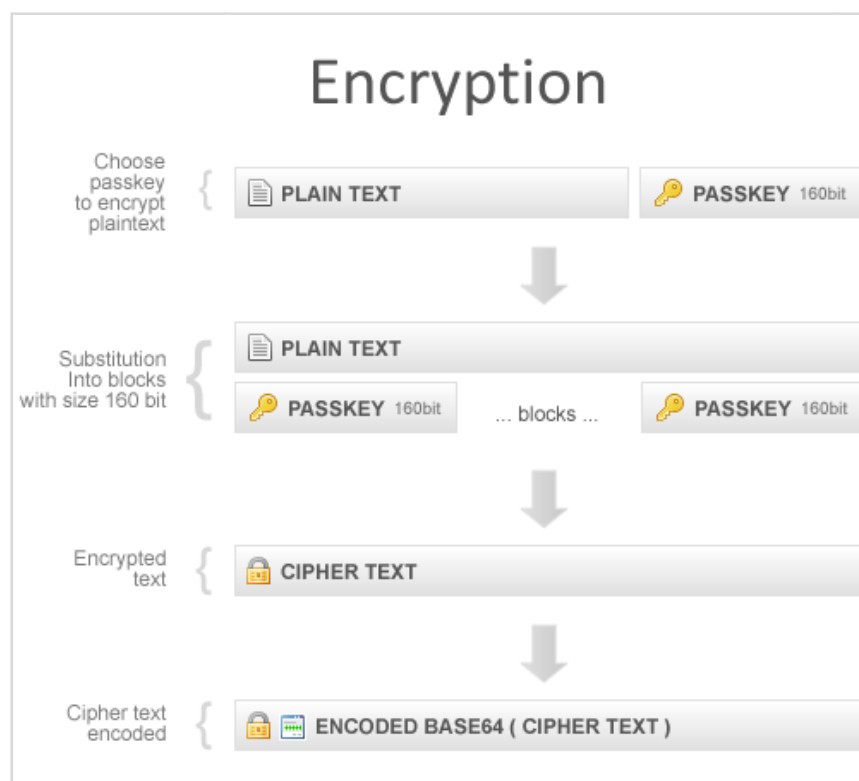 Encryption
Choose
passkey
to encrypt
plaintext
{
PLAIN TEXT
PASSKEY 160bit
Substitution
Into blocks
with size 160 bit
{
PLAIN TEXT
PASSKEY 160bit
... blocks ...
PASSKEY 160bit
Encrypted
text
{
CIPHER TEXT
Cipher text
encoded
{
ENCODED BASE64 ( CIPHER TEXT )